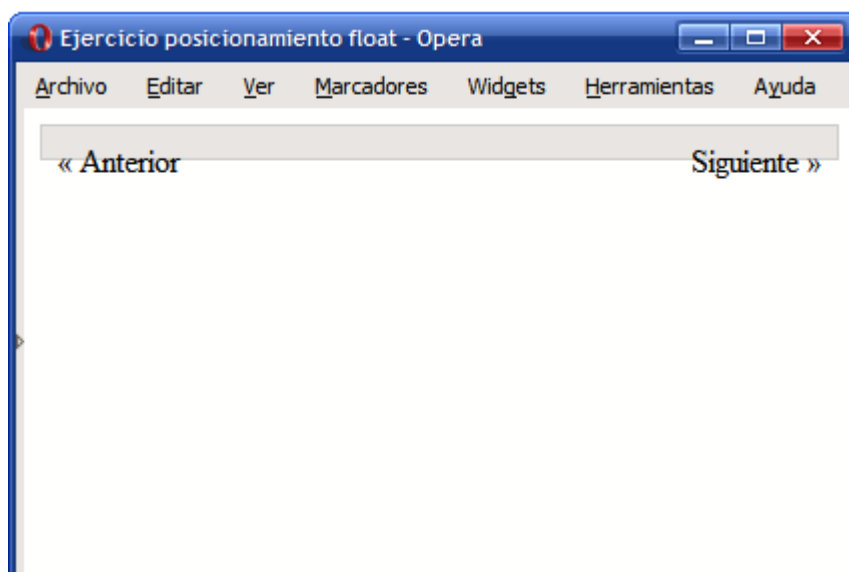 Ejercicio posicionamiento float - Opera
Archivo Editar Ver Marcadores Widgets Herramientas Ayuda
« Anterior Siguiente »